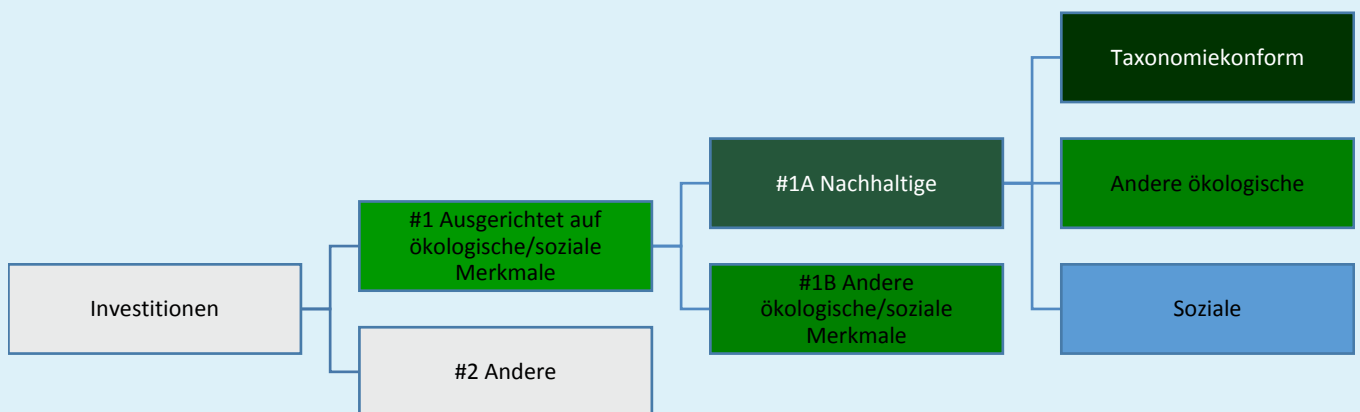 Investitionen
#1 Ausgerichtet auf
ökologische/soziale
Merkmale
#2 Andere
#1A Nachhaltige
#1B Andere
ökologische/soziale
Merkmale
Taxonomiekonform
Andere ökologische
Soziale